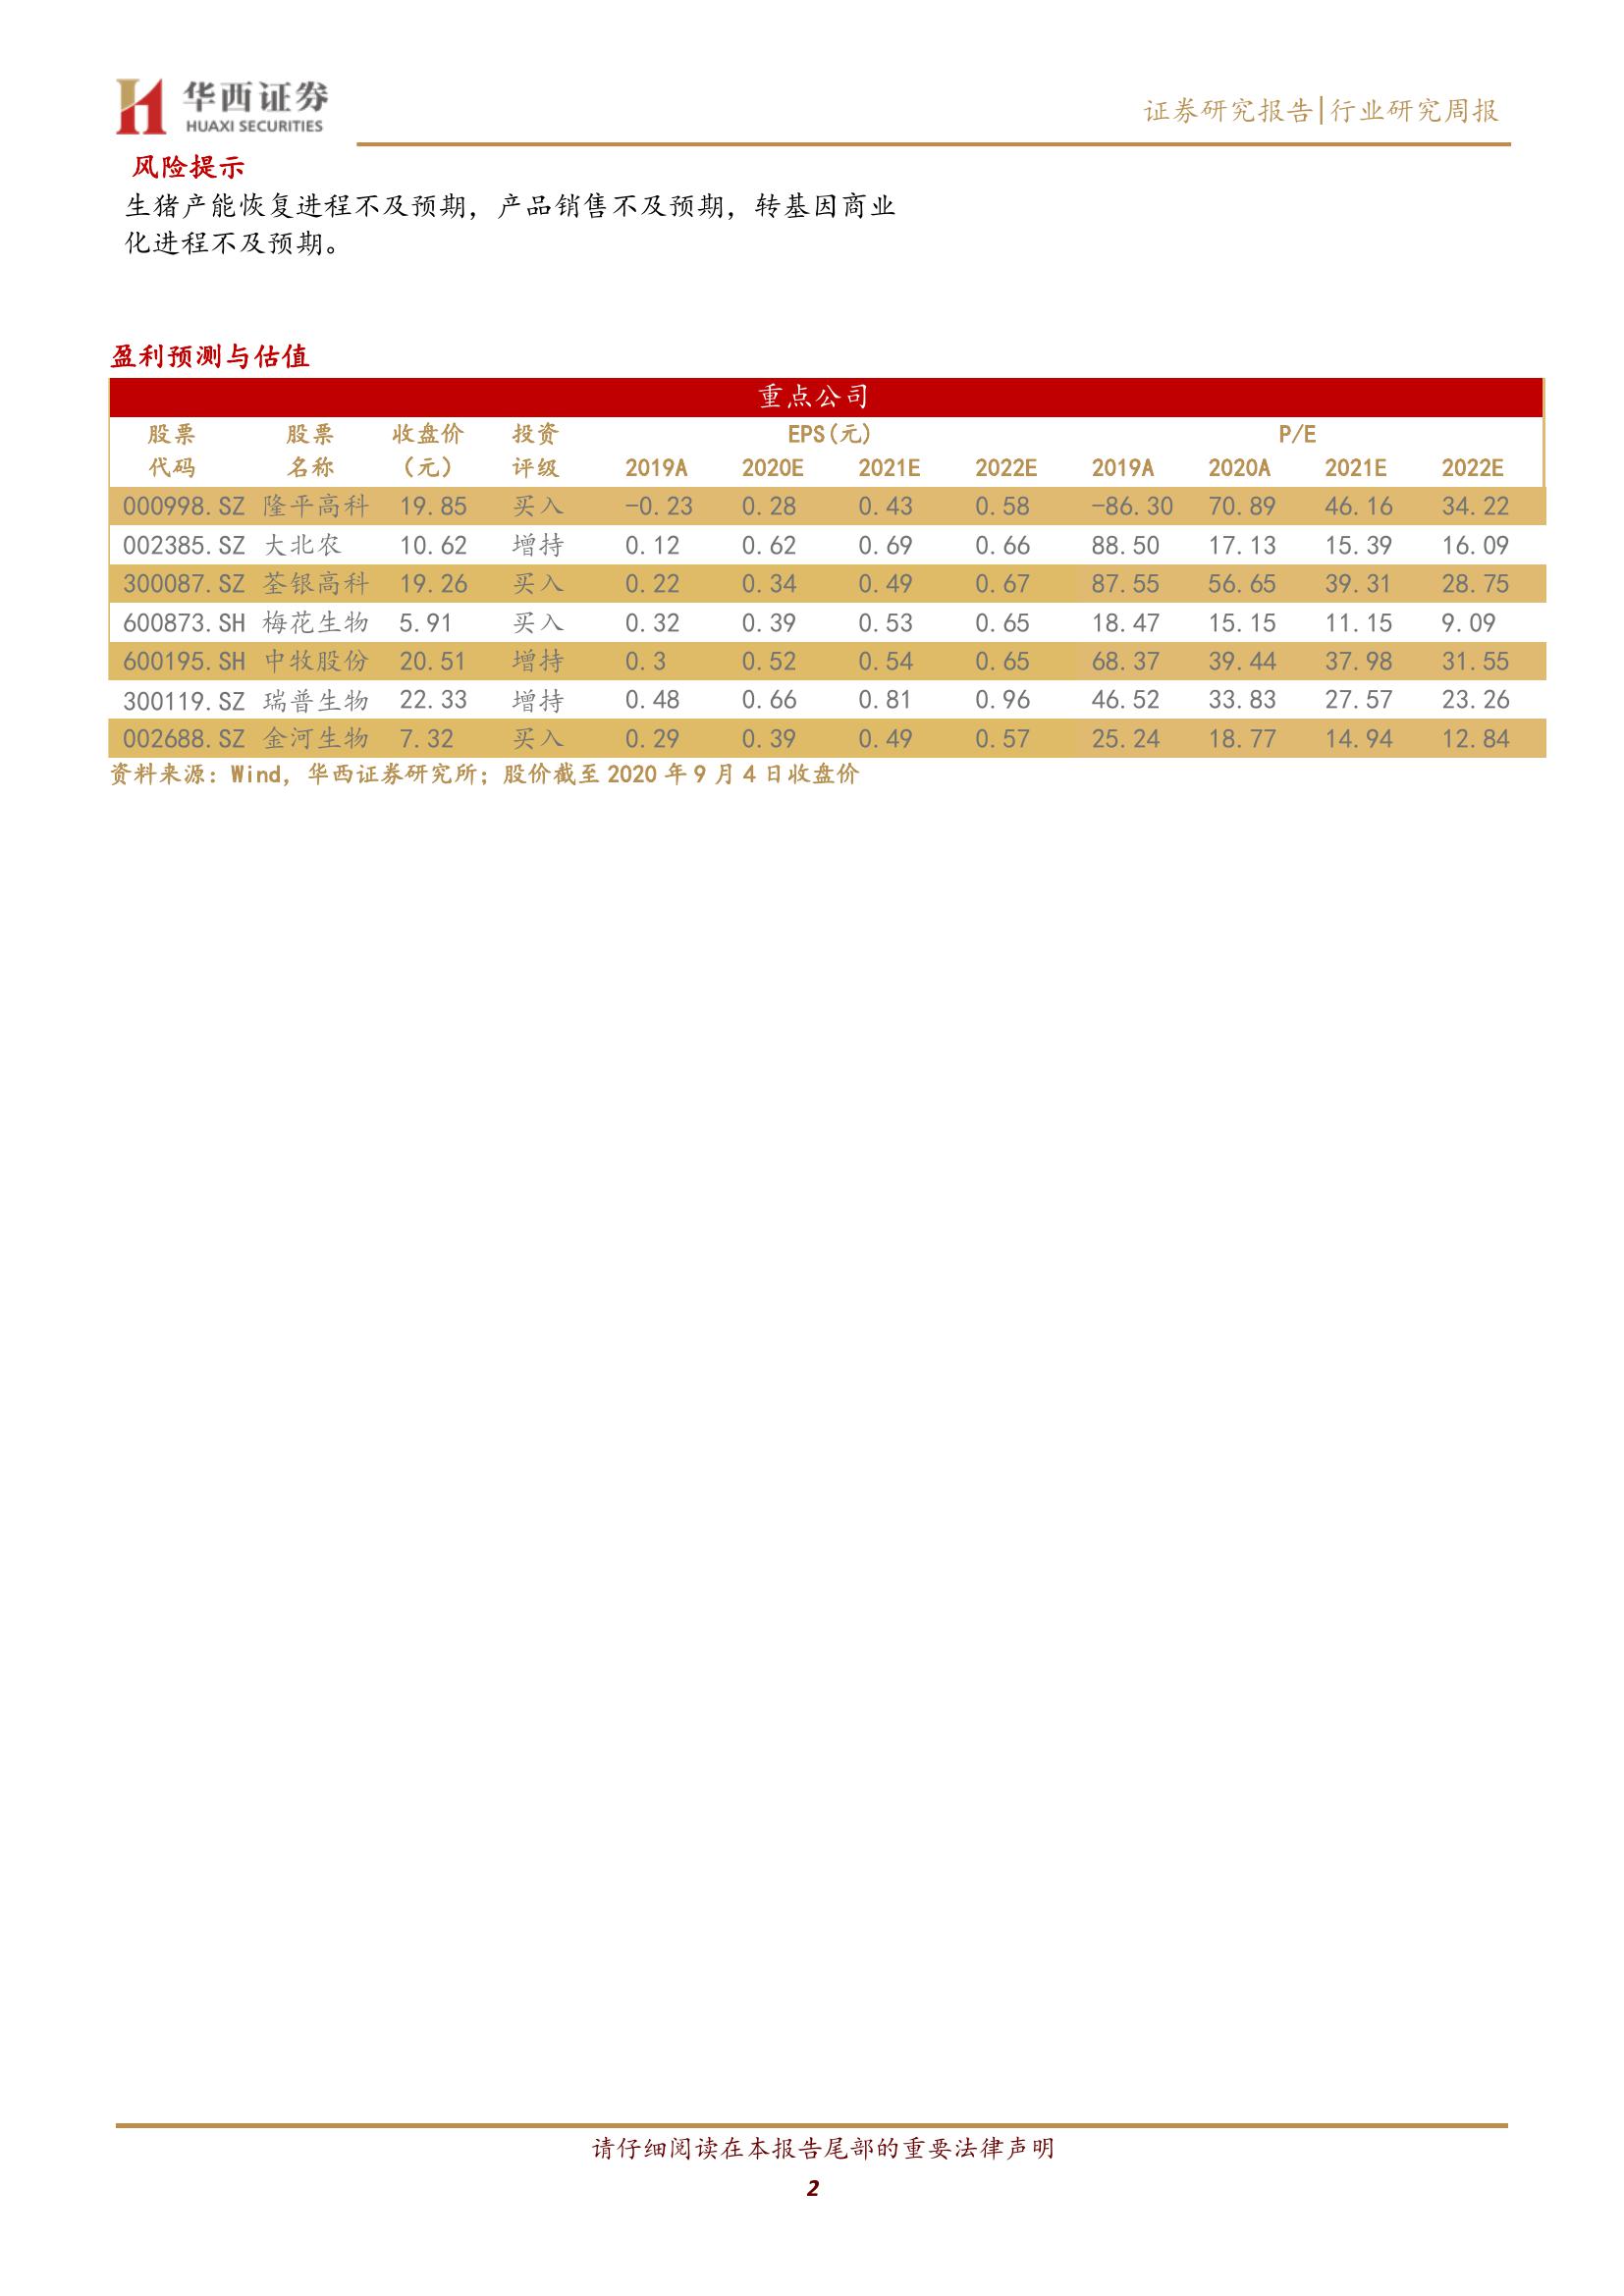 华西证券
HUAXI SECURITIES
证券研究报告|行业研究周报
风险提示
生猪产能恢复进程不及预期，产品销售不及预期，转基因商业
化进程不及预期。
盈利预测与估值
重点公司
股票 股票 收盘价 投资 EPS(元) P/E
代码 名称 （元） 评级 2019A 2020E 2021E 2022E 2019A 2020A 2021E 2022E
000998.SZ 隆平高科 19.85 买入 -0.23 0.28 0.43 0.58 -86.30 70.89 46.16 34.22
002385.SZ 大北农 10.62 增持 0.12 0.62 0.69 0.66 88.50 17.13 15.39 16.09
300087.SZ 荃银高科 19.26 买入 0.22 0.34 0.49 0.67 87.55 56.65 39.31 28.75
600873.SH 梅花生物 5.91 买入 0.32 0.39 0.53 0.65 18.47 15.15 11.15 9.09
600195.SH 中牧股份 20.51 增持 0.3 0.52 0.54 0.65 68.37 39.44 37.98 31.55
300119.SZ 瑞普生物 22.33 增持 0.48 0.66 0.81 0.96 46.52 33.83 27.57 23.26
002688.SZ 金河生物 7.32 买入 0.29 0.39 0.49 0.57 25.24 18.77 14.94 12.84
资料来源：Wind，华西证券研究所；股价截至 2020 年 9 月 4 日收盘价
请仔细阅读在本报告尾部的重要法律声明
2